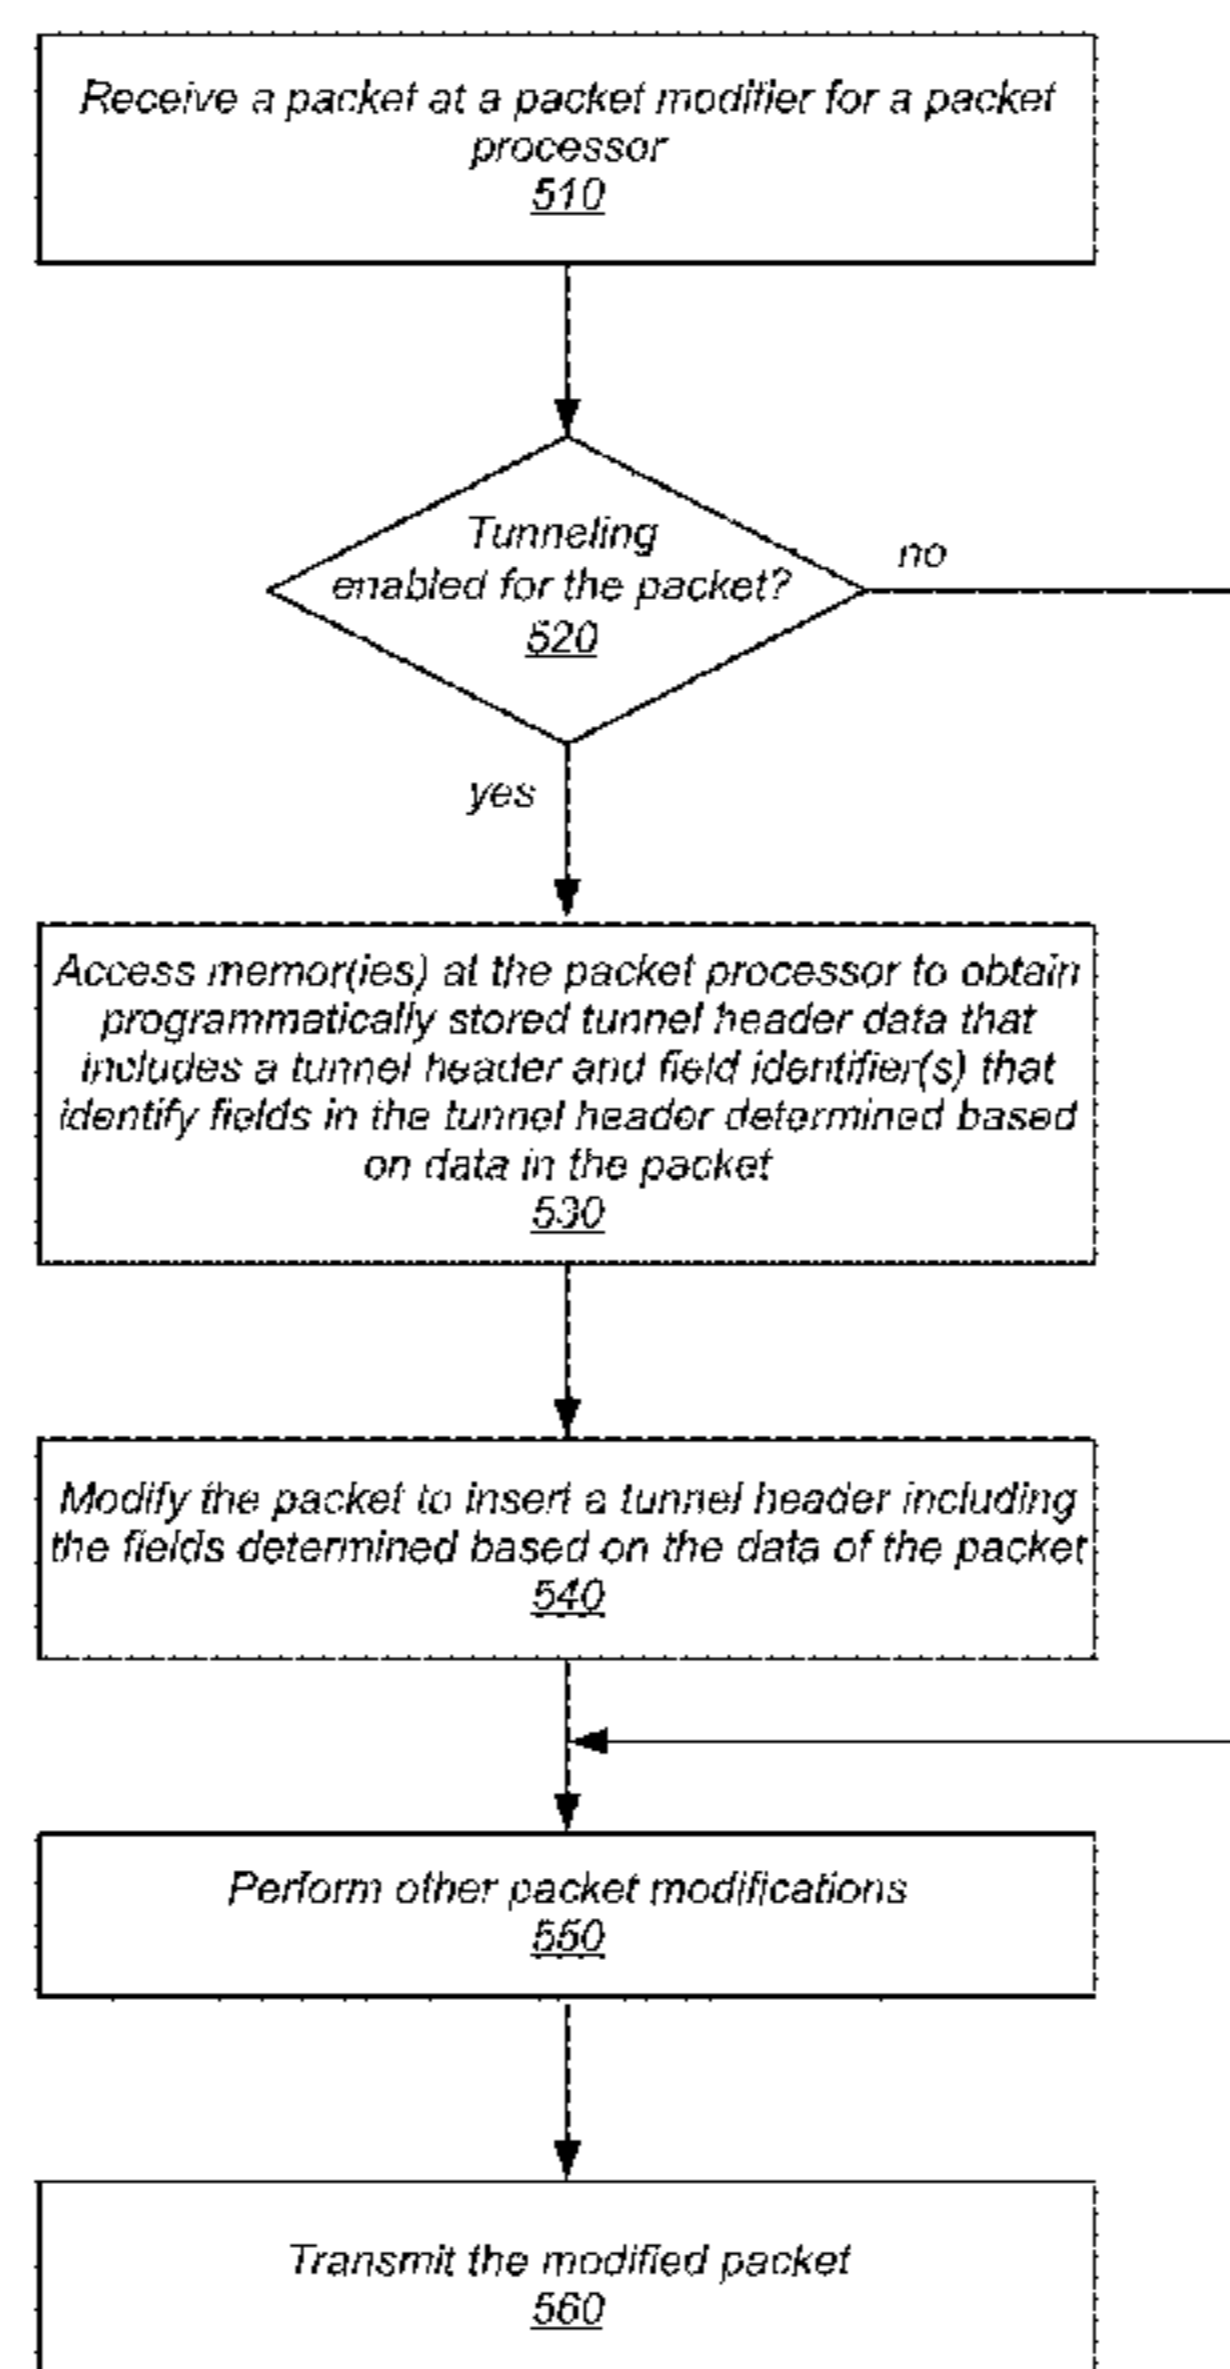 Receive a packet at a packet modifier for a packet
processor
510
Tunneling
enabled for the packet?
520
no
yes
Access memor(ies) at the packet processor to obtain
programmatically stored tunnel header data that
includes a tunnel header and field identifier(s) that
identify fields in the tunnel header determined based
on data in the packet
530
Modify the packet to insert a tunnel header including
the fields determined based on the data of the packet
540
Perform other packet modifications
550
Transmit the modified packet
560